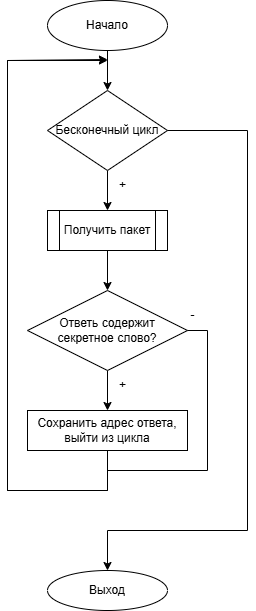 Начало
Бесконечный цикл
+
Получить пакет
Ответь содержит
секретное слово?
-
+
Сохранить адрес ответа,
выйти из цикла
Выход